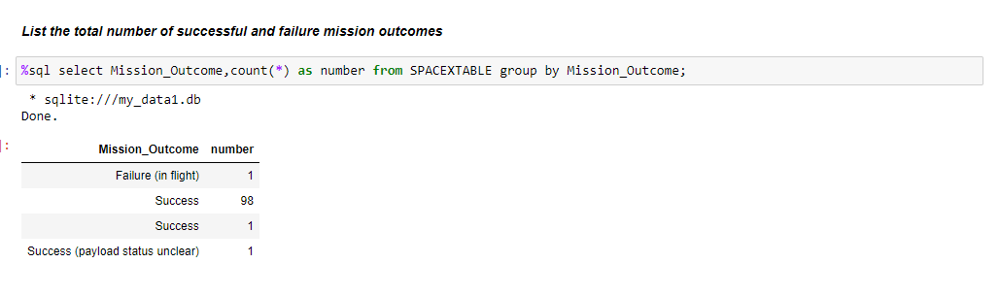 List the total number of successful and failure mission outcomes
]: %sql select Mission_Outcome,count(*) as number from SPACEXTABLE group by Mission_Outcome;
* sqlite:///my_data1.db
Done.
]:
Mission_Outcome number
Failure (in flight) 1
Success 98
Success 1
Success (payload status unclear) 1